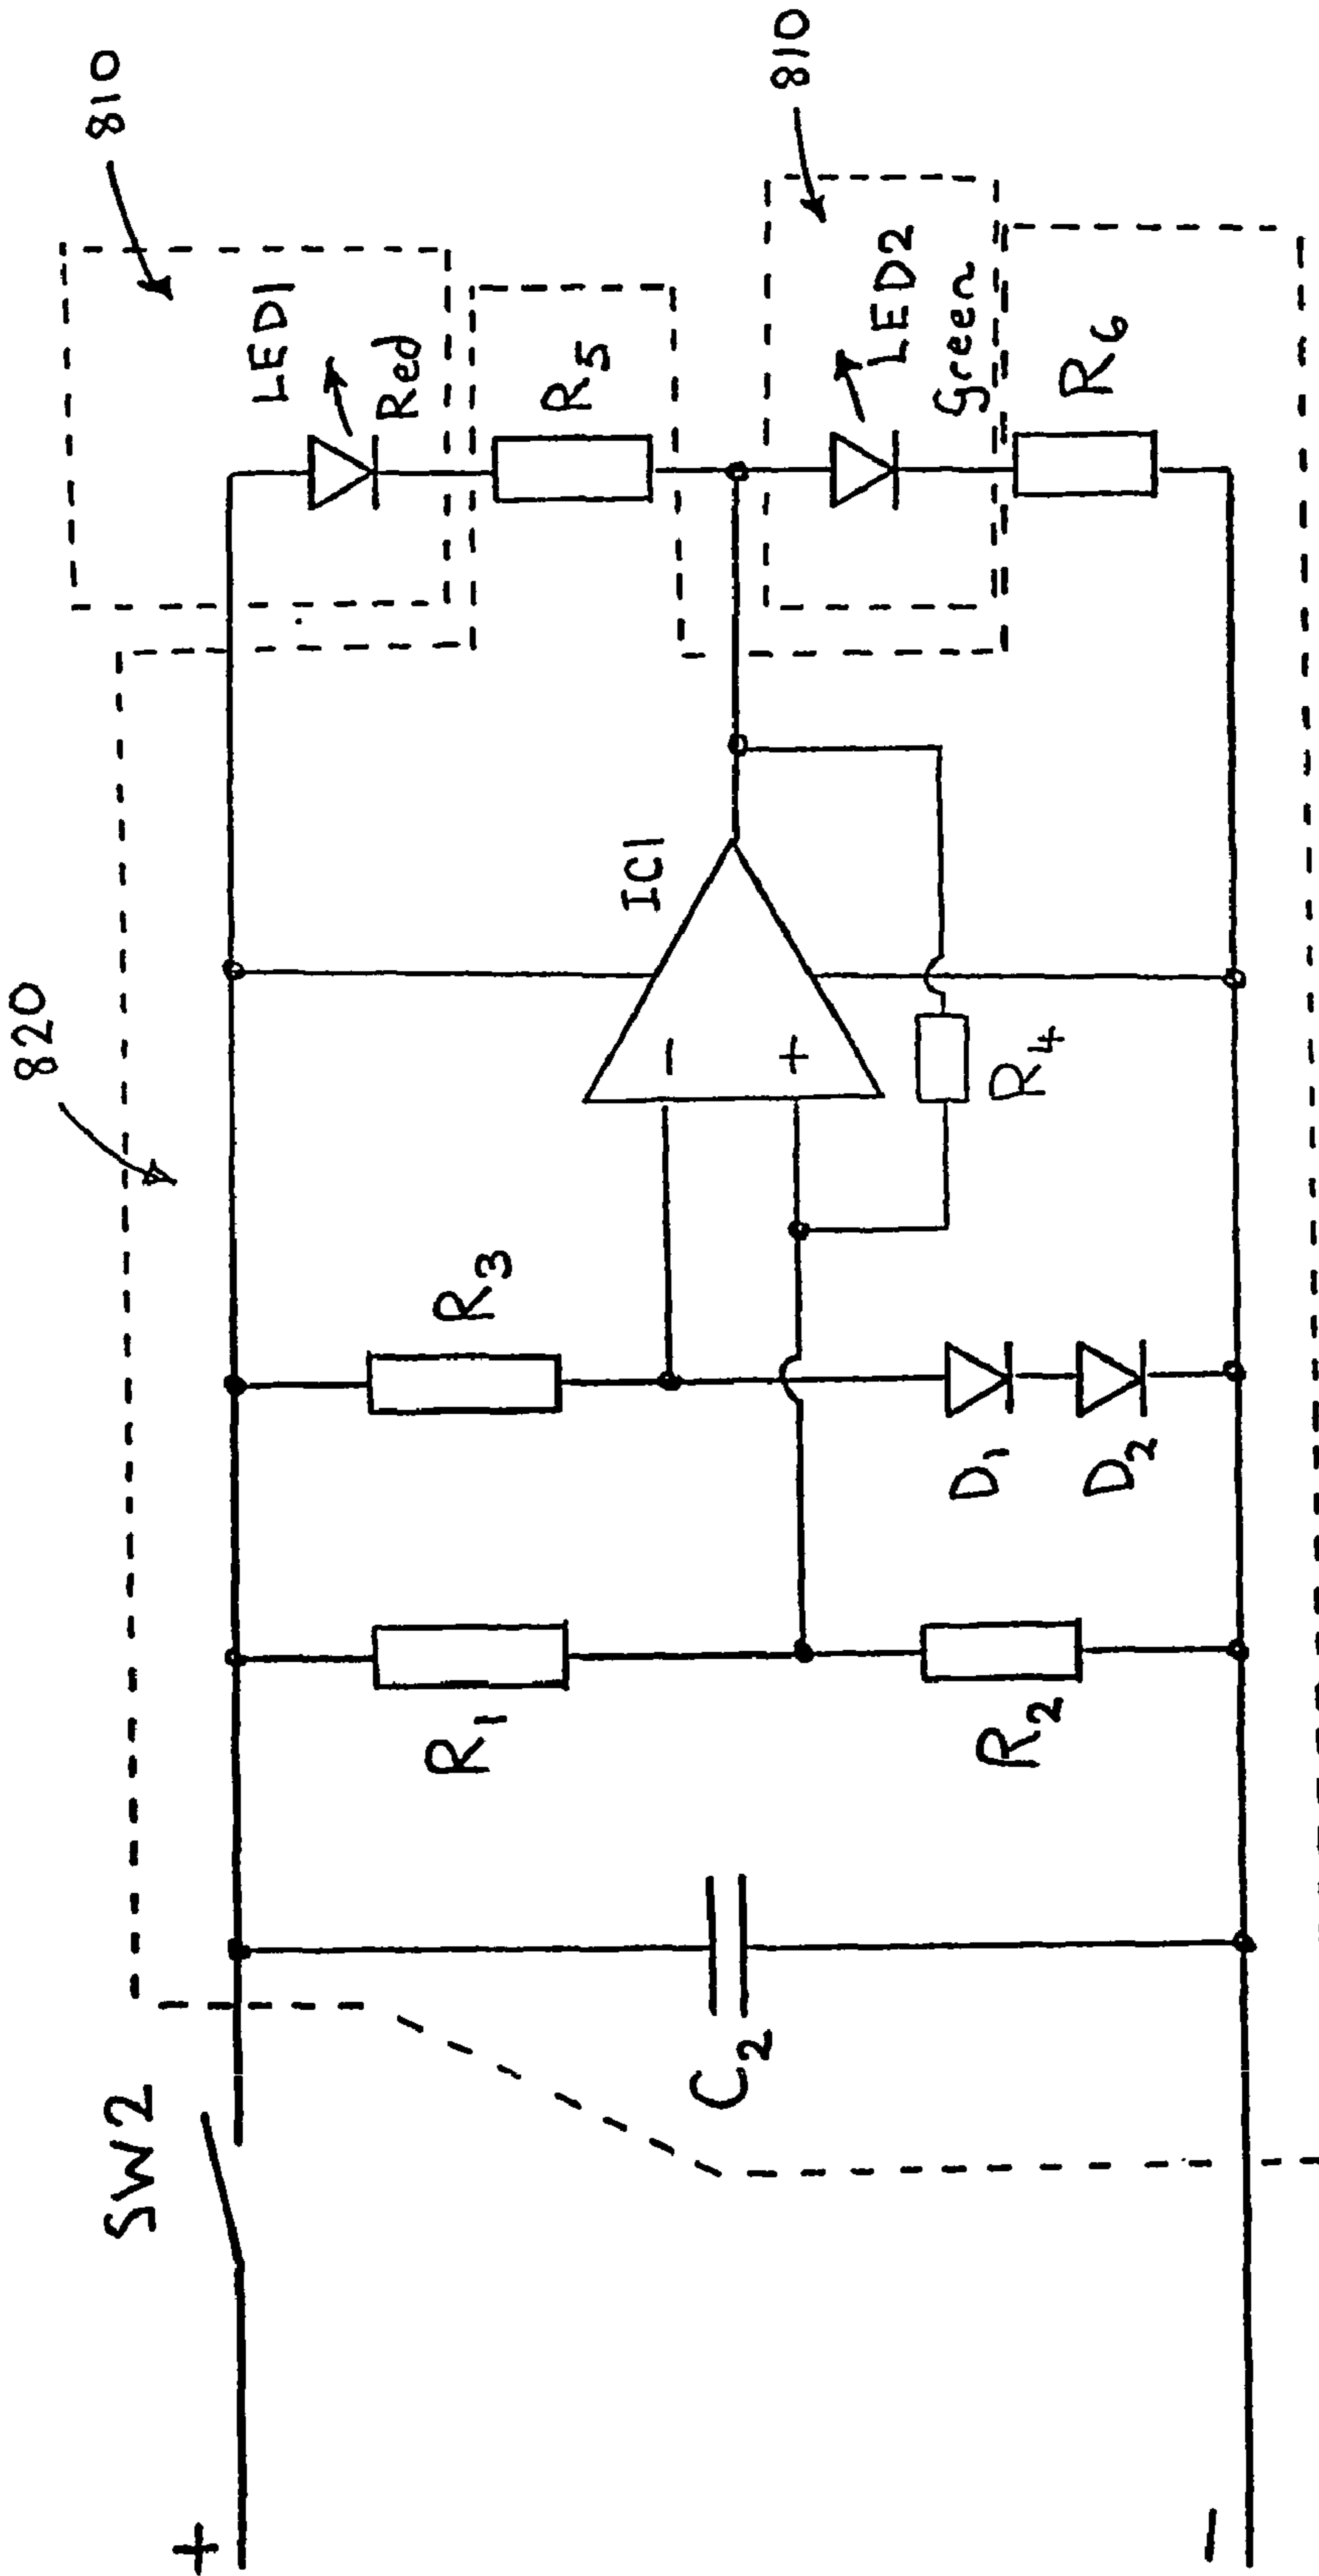 820
810
810
SW2
+
−
C2
R1
R2
R3
D1
D2
IC1
−
+
R4
LED1
Red
R5
LED2
Green
R6